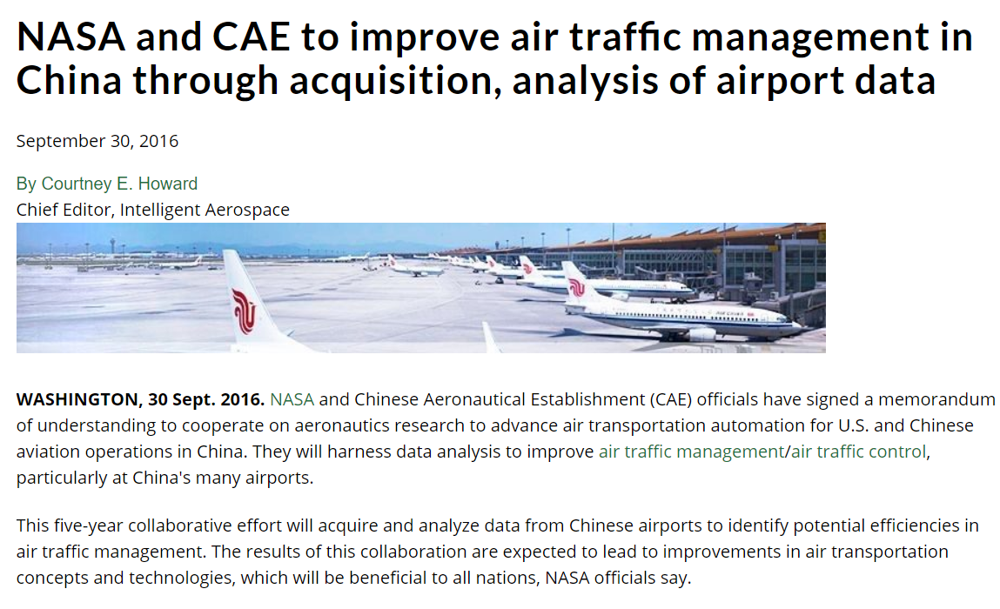 NASA and CAE to improve air traffic management in
China through acquisition, analysis of airport data
September 30, 2016
By Courtney E. Howard
Chief Editor, Intelligent Aerospace
AIR CHINA
WASHINGTON, 30 Sept. 2016. NASA and Chinese Aeronautical Establishment (CAE) officials have signed a memorandum
of understanding to cooperate on aeronautics research to advance air transportation automation for U.S. and Chinese
aviation operations in China. They will harness data analysis to improve air traffic management/air traffic control,
particularly at China's many airports.
This five-year collaborative effort will acquire and analyze data from Chinese airports to identify potential efficiencies in
air traffic management. The results of this collaboration are expected to lead to improvements in air transportation
concepts and technologies, which will be beneficial to all nations, NASA officials say.